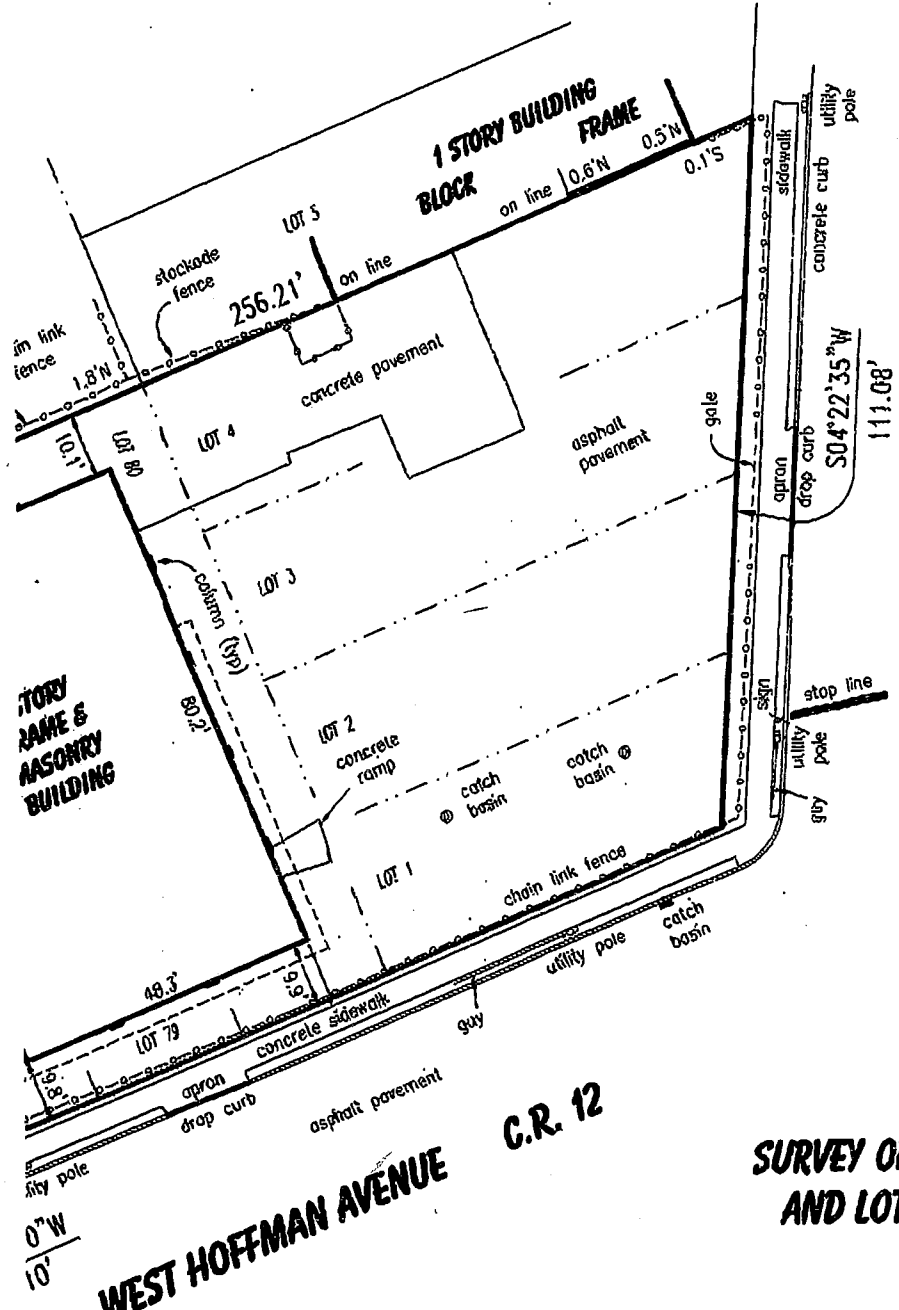 1 STORY BUILDING
BLOCK
FRAME
0.5'N
0.6'N
on line
0.1'S
utility
pole
sidewalk
concrete curb
LOT 5
stockade
fence
256.21'
on line
fence
1.8'N
link
10.1'
LOT 80
LOT 4
concrete pavement
asphalt
pavement
gate
S04°22'35"W
111.08'
apron
drop curb
column (typ)
LOT 3
80.2'
LOT 2
concrete
ramp
catch
basin
catch
basin
sign
stop line
utility
pole
guy
MASONRY
BUILDING
LOT 1
chain link fence
catch
basin
utility pole
guy
48.3'
9.9'
LOT 79
concrete sidewalk
9.8'
apron
drop curb
asphalt pavement
pole
0"W
10'
WEST HOFFMAN AVENUE C.R. 12
SURVEY
AND LOT